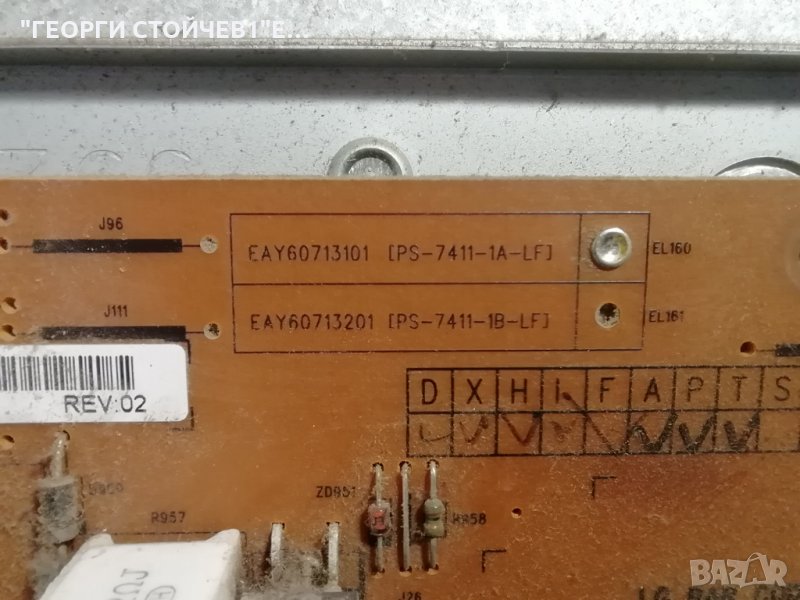 "ГЕОРГИ СТОЙЧЕВ1"Е...
J96
EAY60713101 [PS-7411-1A-LF]
EL160
J111
EAY60713201 [PS-7411-1B-LF]
EL161
REV:02
D X H I F A P T S
ZD951
R957
R958
J26
BAZAR